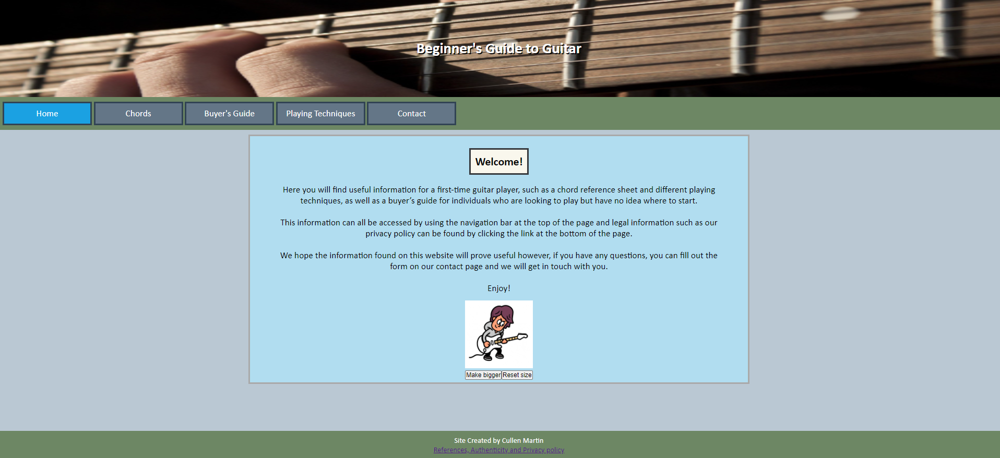 Beginner's Guide to Guitar
Home
Chords
Buyer's Guide
Playing Techniques
Contact
Welcome!
Here you will find useful information for a first-time guitar player, such as a chord reference sheet and different playing
techniques, as well as a buyer’s guide for individuals who are looking to play but have no idea where to start.
This information can all be accessed by using the navigation bar at the top of the page and legal information such as our
privacy policy can be found by clicking the link at the bottom of the page.
We hope the information found on this website will prove useful however, if you have any questions, you can fill out the
form on our contact page and we will get in touch with you.
Enjoy!
Make bigger
Reset size
Site Created by Cullen Martin
References, Authenticity and Privacy policy